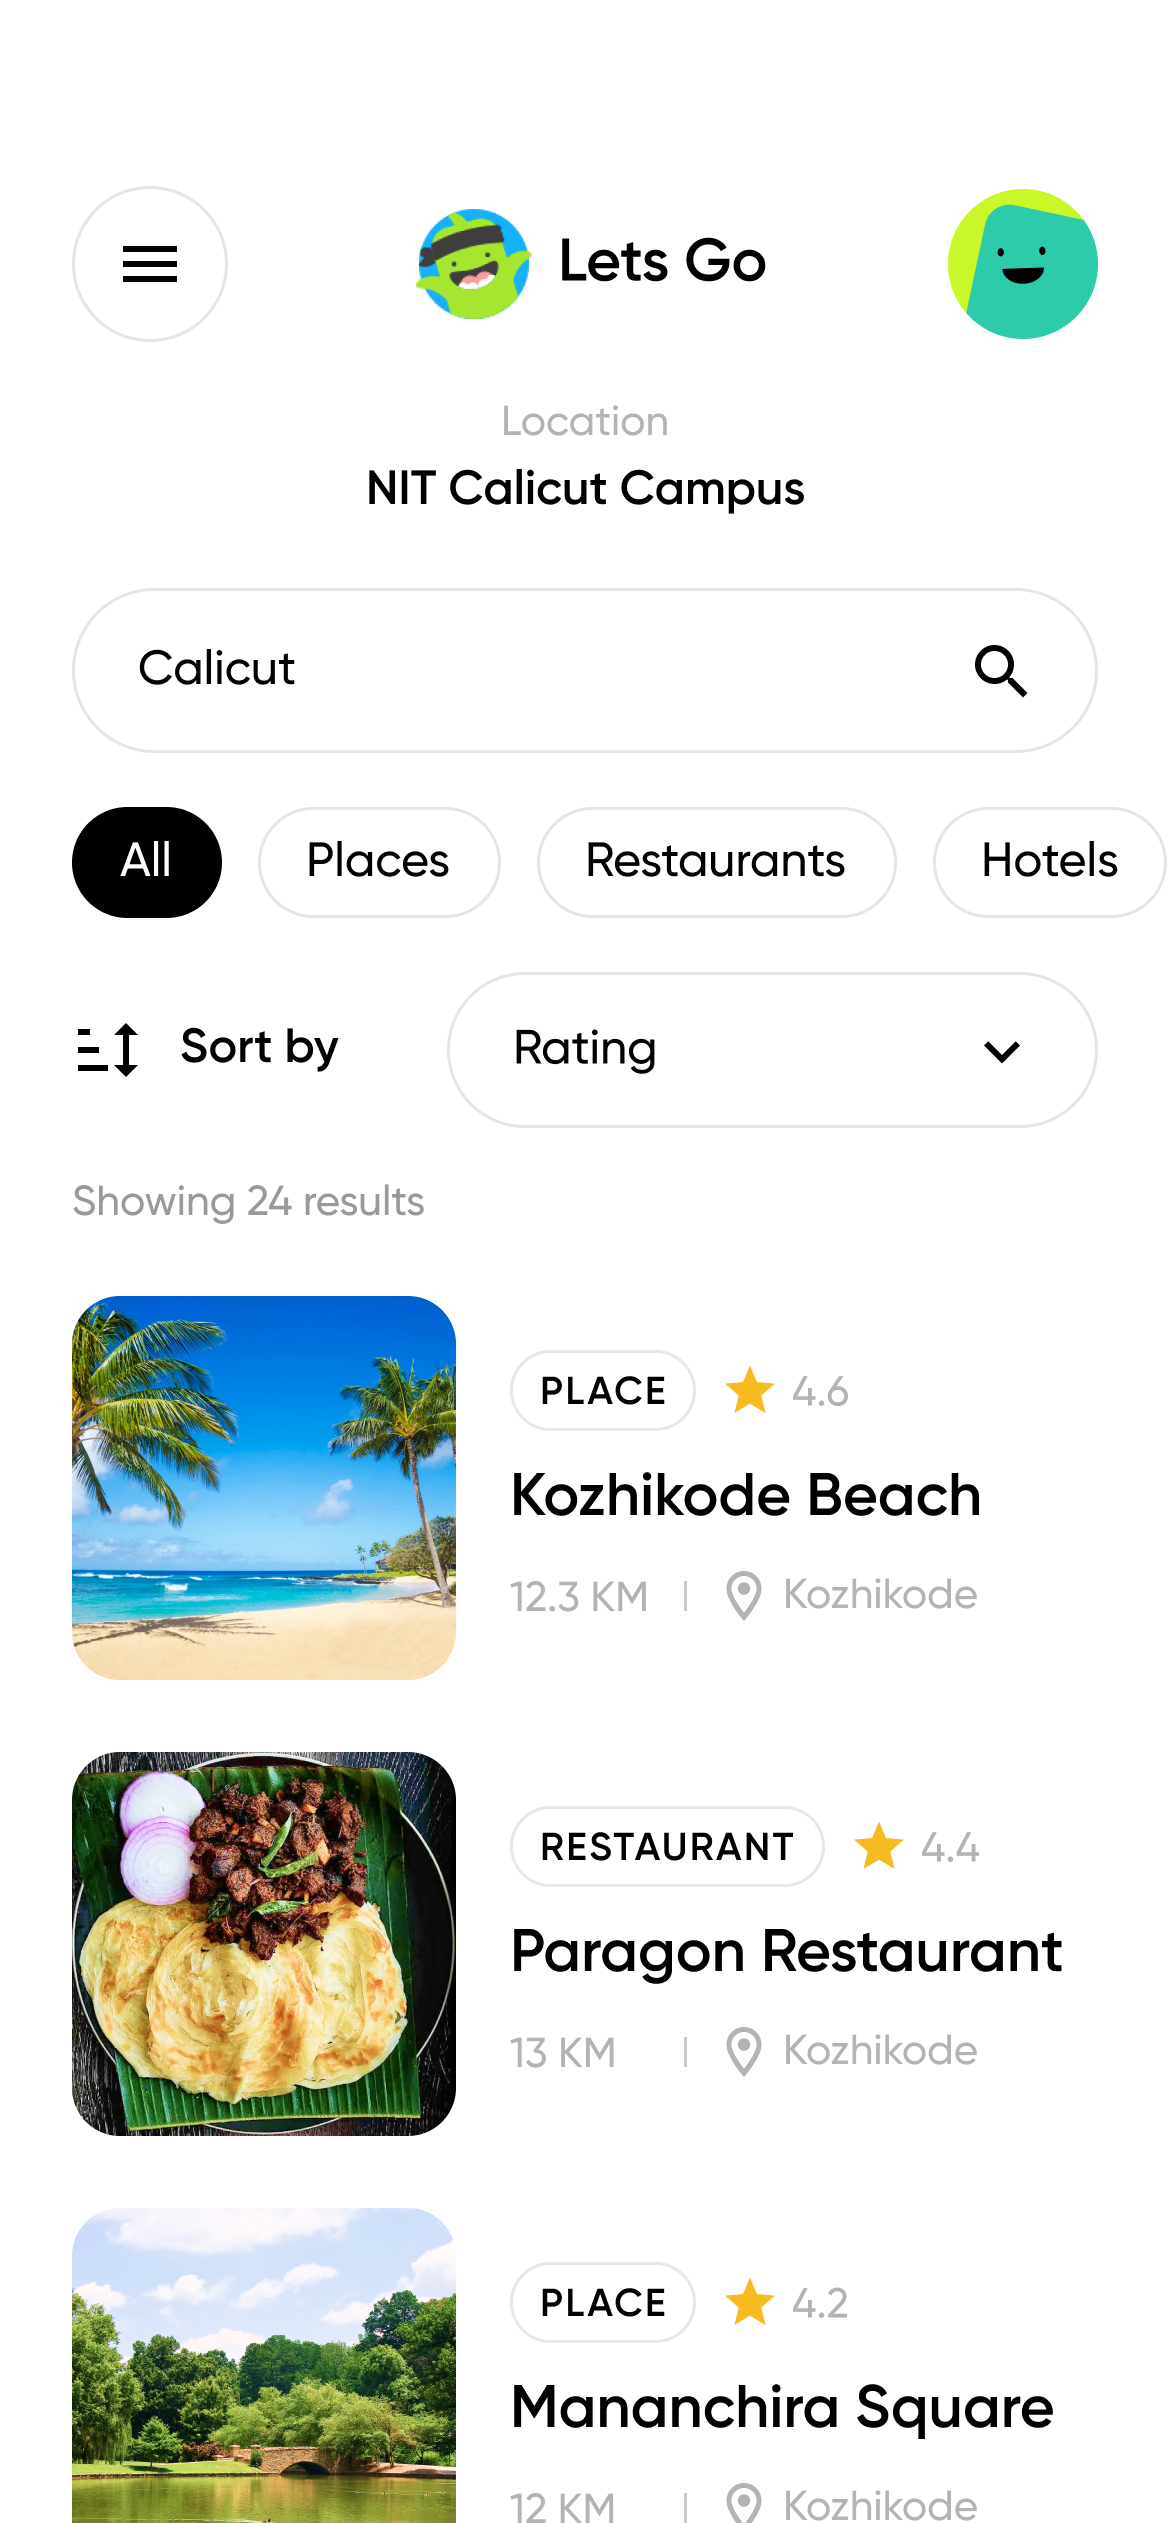 Lets Go
Location
NIT Calicut Campus
Calicut
All Places Restaurants Hotels
Sort by Rating
Showing 24 results
PLACE 4.6
Kozhikode Beach
12.3 KM Kozhikode
RESTAURANT 4.4
Paragon Restaurant
13 KM Kozhikode
PLACE 4.2
Mananchira Square
12 KM Kozhikode